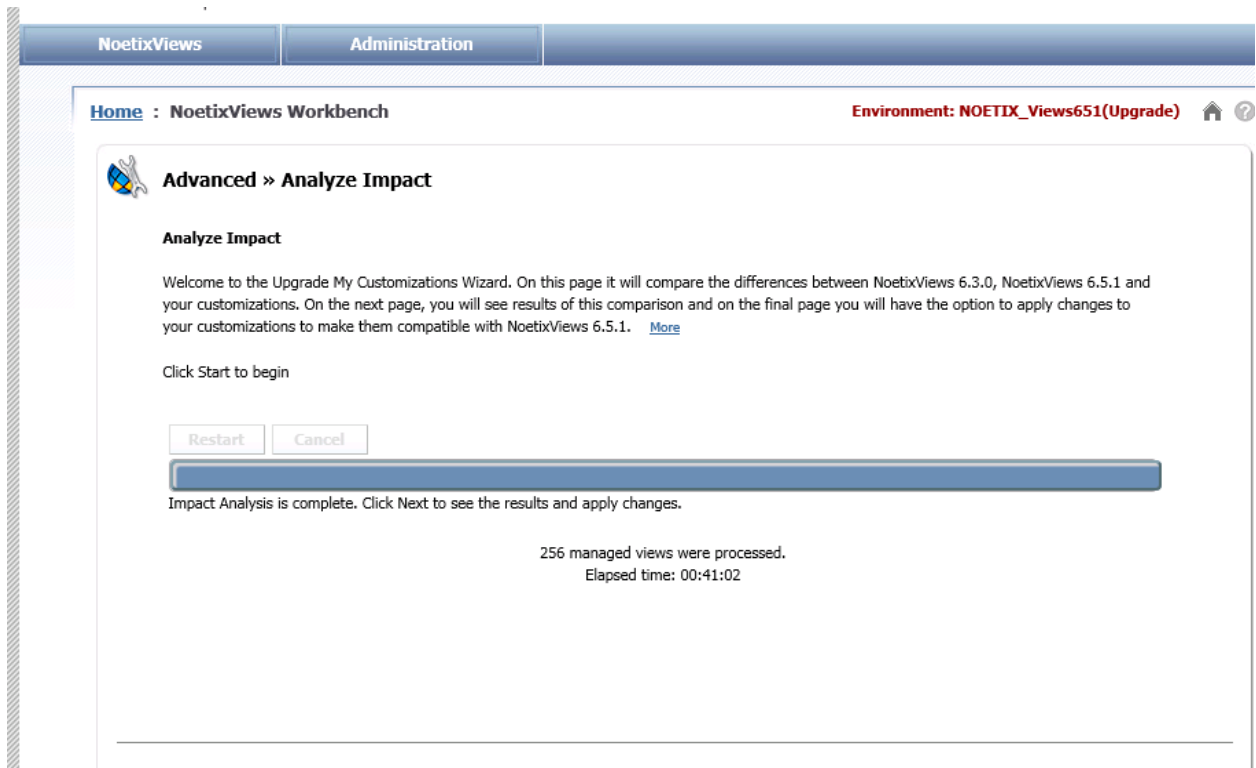 NoetixViews Administration
Home : NoetixViews Workbench Environment: NOETIX_Views651(Upgrade) ?
Advanced » Analyze Impact
Analyze Impact
Welcome to the Upgrade My Customizations Wizard. On this page it will compare the differences between NoetixViews 6.3.0, NoetixViews 6.5.1 and
your customizations. On the next page, you will see results of this comparison and on the final page you will have the option to apply changes to
your customizations to make them compatible with NoetixViews 6.5.1. More
Click Start to begin
Restart Cancel
Impact Analysis is complete. Click Next to see the results and apply changes.
256 managed views were processed.
Elapsed time: 00:41:02